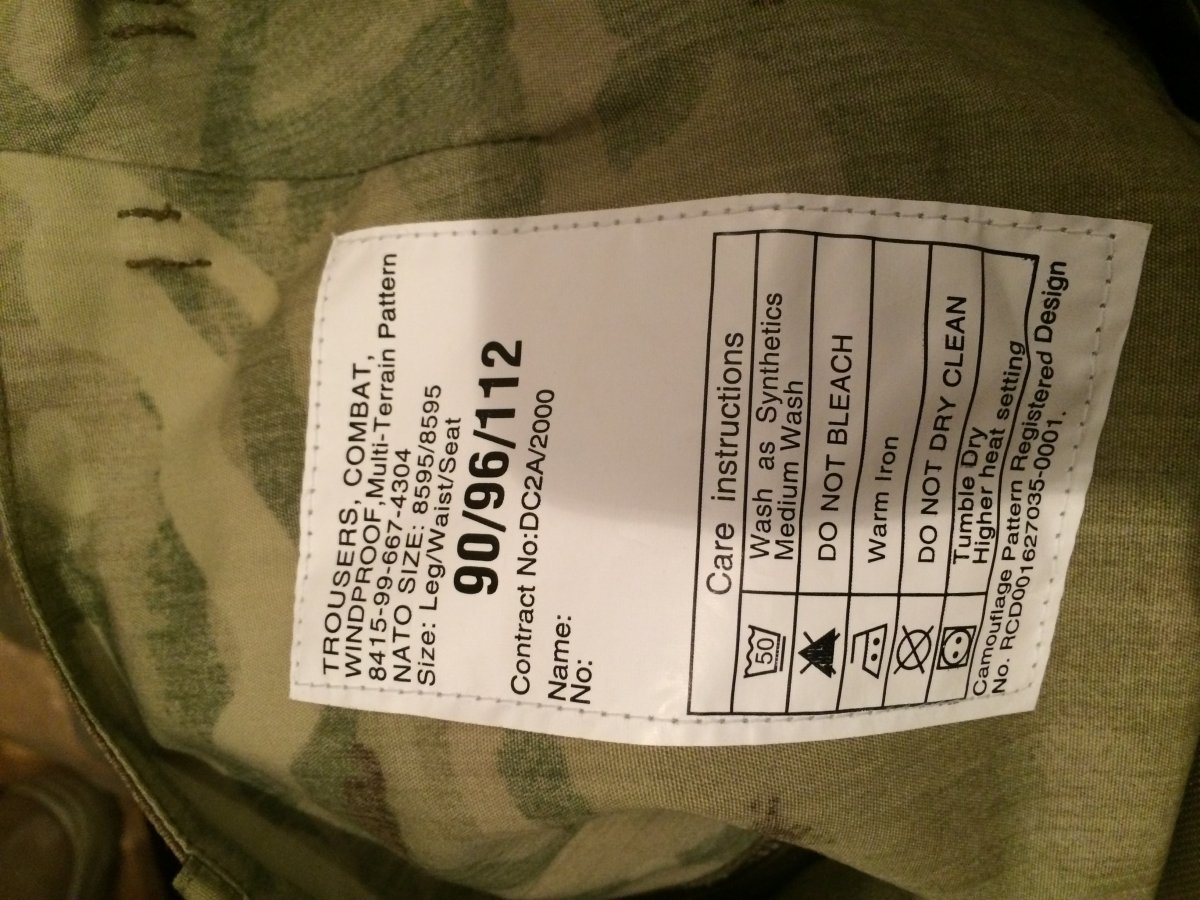 TROUSERS, COMBAT,
WINDPROOF,Multi-Terrain Pattern
8415-99-667-4304
NATO SIZE: 8595/8595
Size: Leg/Waist/Seat
90/96/112
Contract No:DC2A/2000
Name:
No:
Care instructions
50
Wash as Synthetics
Medium Wash
DO NOT BLEACH
Warm Iron
DO NOT DRY CLEAN
Tumble Dry
Higher heat setting
Camouflage Pattern Registered Design
No. RCD001627035-0001.